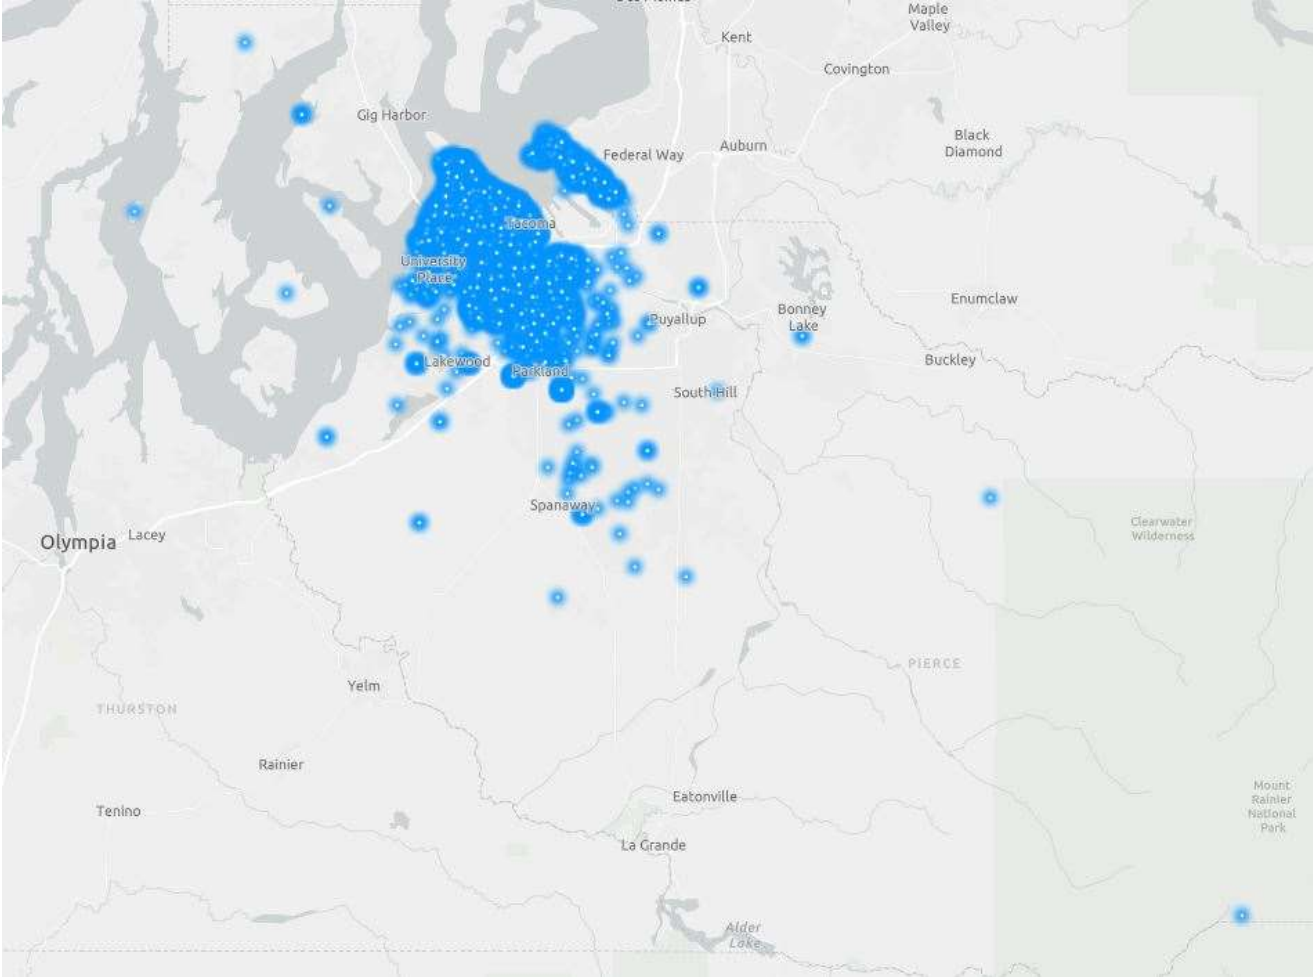 Maple
Valley
Kent
Covington
Gig Harbor
Black
Diamond
Federal Way
Auburn
Tacoma
University
Place
Enumclaw
Bonney
Lake
Puyallup
Buckley
Lakewood
Parkland
South Hill
Spanaway
Clearwater
Wilderness
Olympia
Lacey
PIERCE
Yelm
THURSTON
Rainier
Eatonville
Mount
Rainier
National
Park
Tenino
La Grande
Alder
Lake